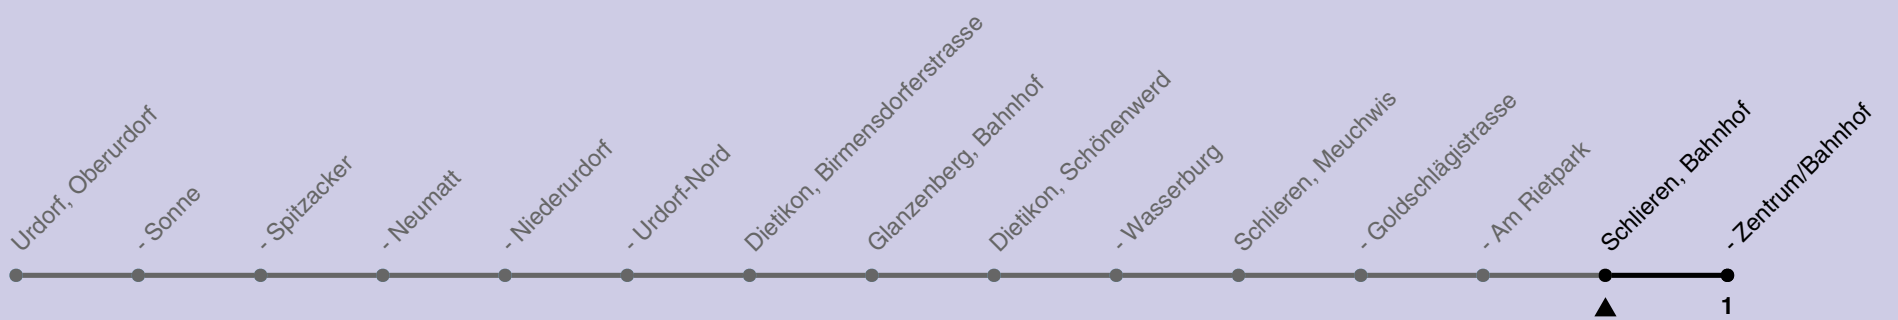 Urdorf, Oberurdorf
- Sonne
- Spitzacker
- Neumatt
- Niederurdorf
- Urdorf-Nord
Dietikon, Birmensdorferstrasse
Glanzenberg, Bahnhof
Dietikon, Schönenwerd
- Wasserburg
Schlieren, Meuchwis
- Goldschlägistrasse
- Am Rietpark
Schlieren, Bahnhof
- Zentrum/Bahnhof
1